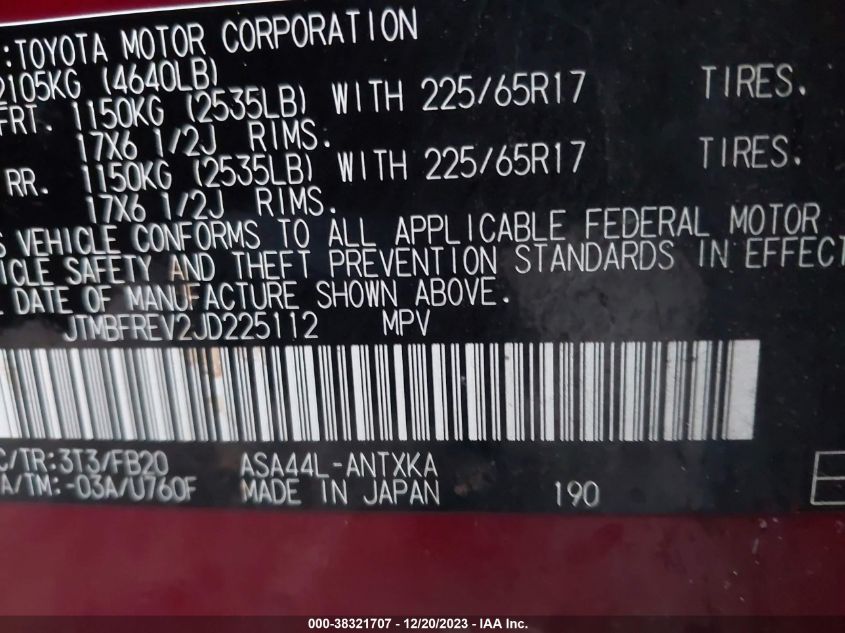 :TOYOTA MOTOR CORPORATION
2105KG (4640LB)
FRT. 1150KG (2535LB) WITH 225/65R17 TIRES.
17X6 1/2J RIMS.
RR. 1150KG (2535LB) WITH 225/65R17 TIRES.
17X6 1/2J RIMS.
S VEHICLE CONFORMS TO ALL APPLICABLE FEDERAL MOTOR
ICLE SAFETY AND THEFT PREVENTION STANDARDS IN EFFECT
E DATE OF MANUFACTURE SHOWN ABOVE.
JTMBFREV2JD225112 MPV
C/TR:3T3/FB20 ASA44L-ANTXKA
A/TM:-03A/U760F MADE IN JAPAN 190
000-38321707 - 12/20/2023 - IAA Inc.